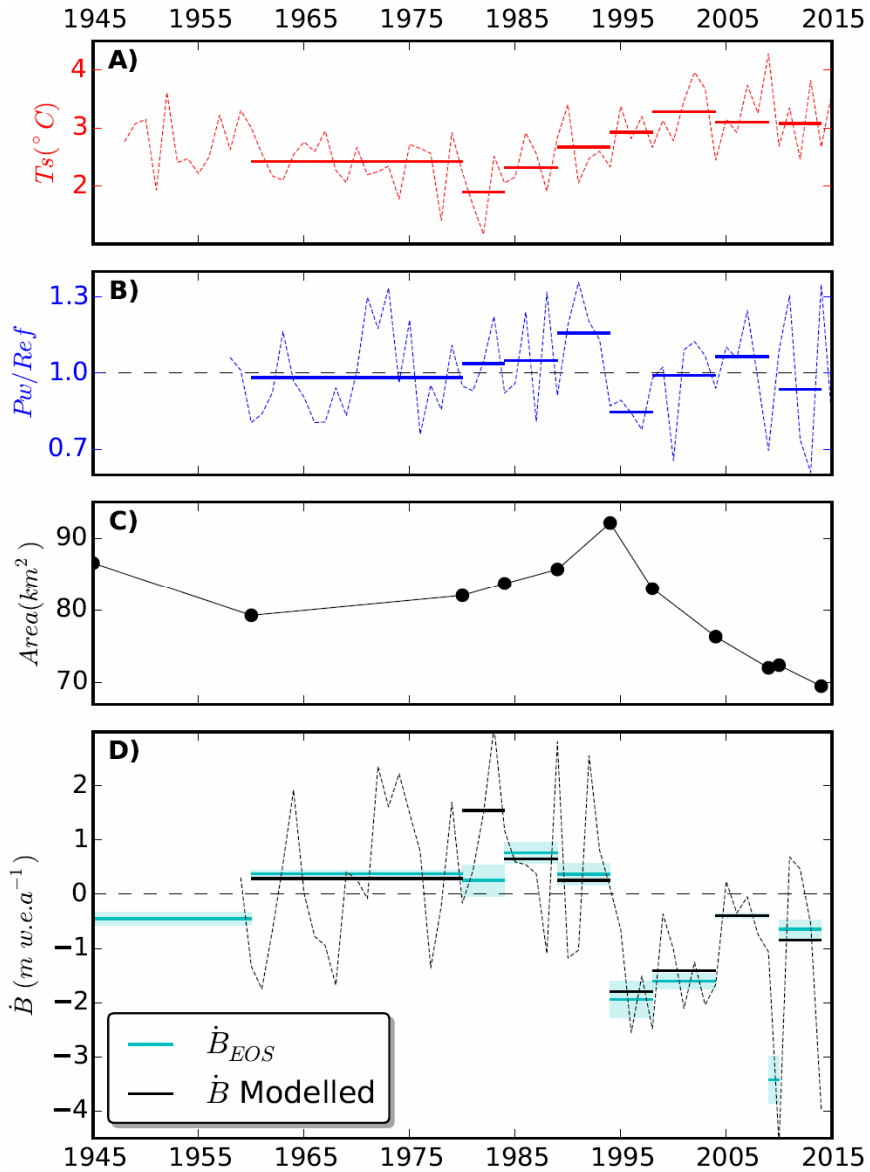 1945 1955 1965 1975 1985 1995 2005 2015
A)
4
3
2
Ts(° C)
B)
1.3
1.0
0.7
Pw/Ref
C)
90
80
70
Area(km²)
D)
2
1
0
−1
−2
−3
−4
Ḃ (m w.e.a⁻¹)
Ḃ_EOS
Ḃ Modelled
1945 1955 1965 1975 1985 1995 2005 2015